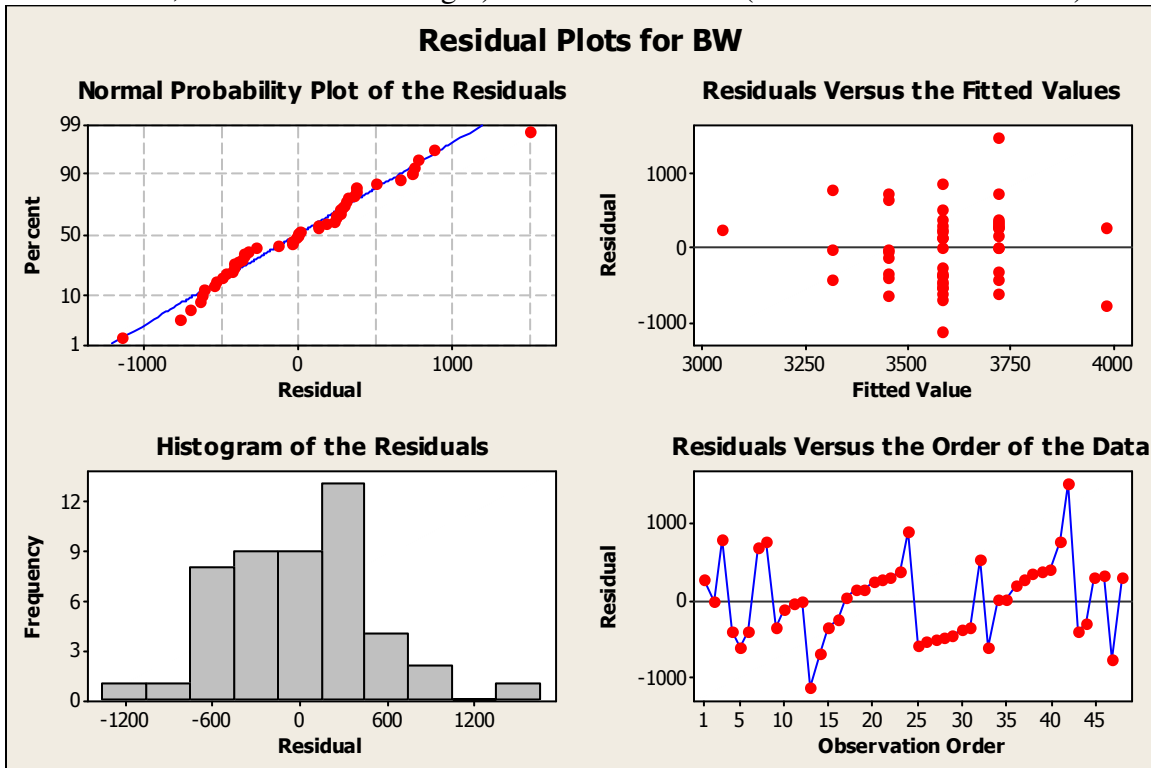 Residual Plots for BW
Normal Probability Plot of the Residuals
99
90
50
10
1
Percent
-1000 0 1000
Residual
Residuals Versus the Fitted Values
1000
0
-1000
Residual
3000 3250 3500 3750 4000
Fitted Value
Histogram of the Residuals
12
9
6
3
0
Frequency
-1200 -600 0 600 1200
Residual
Residuals Versus the Order of the Data
1000
0
-1000
Residual
1 5 10 15 20 25 30 35 40 45
Observation Order